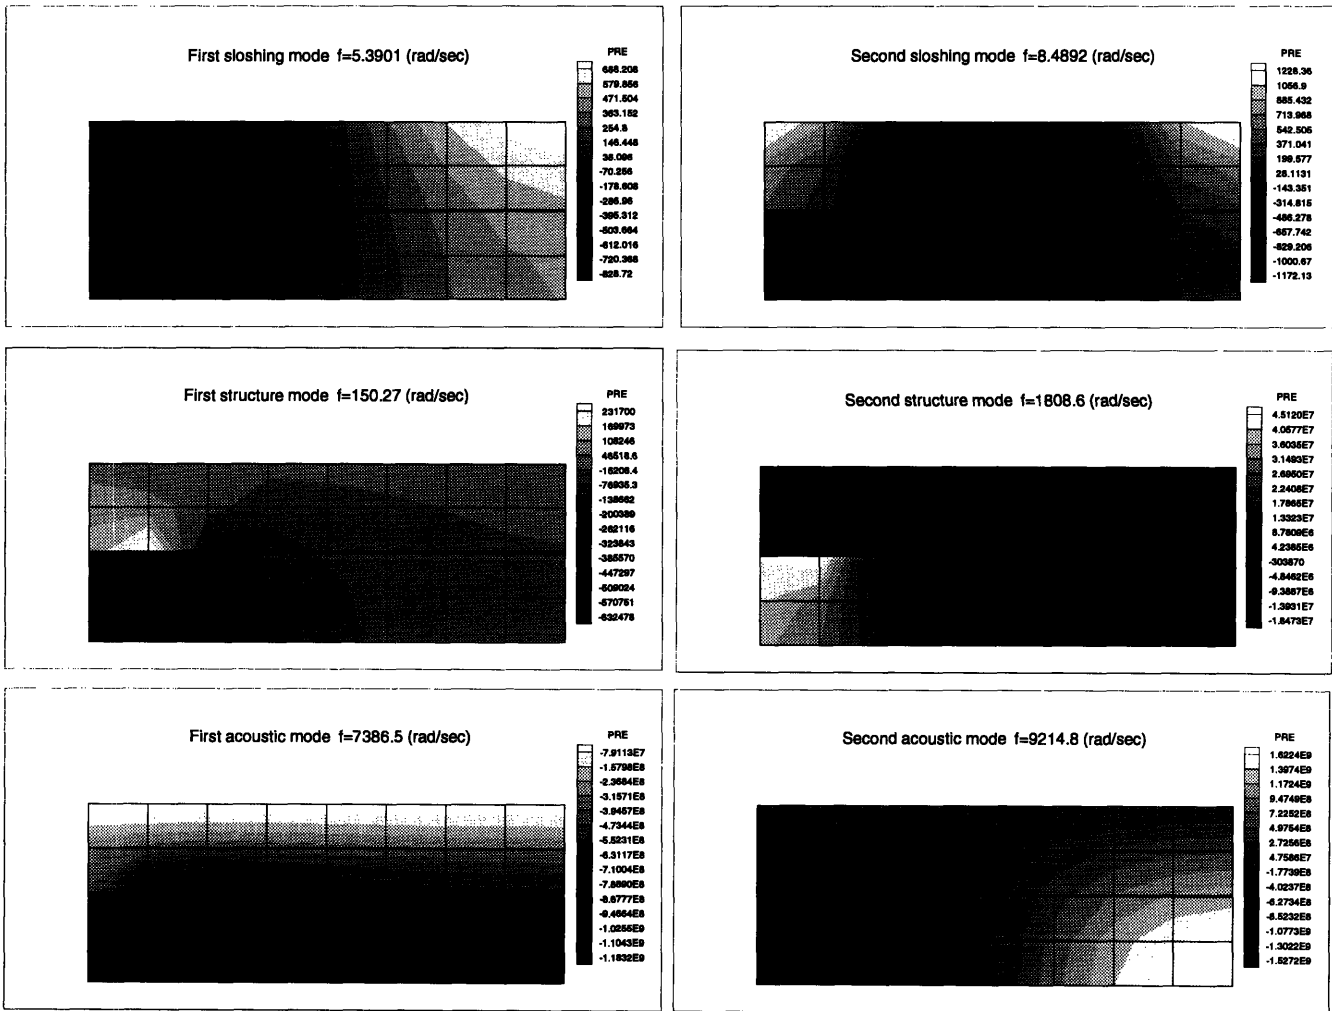 First sloshing mode f=5.3901 (rad/sec)
PRE
688.208
579.856
471.504
363.152
254.8
146.448
38.096
-70.256
-178.608
-286.96
-395.312
-503.664
-612.016
-720.368
-828.72
Second sloshing mode f=8.4892 (rad/sec)
PRE
1228.36
1056.9
885.432
713.968
542.505
371.041
199.577
28.1131
-143.351
-314.815
-486.278
-657.742
-829.206
-1000.67
-1172.13
First structure mode f=150.27 (rad/sec)
PRE
231700
169973
108246
46518.6
-15208.4
-76935.3
-138662
-200389
-262116
-323843
-385570
-447297
-509024
-570751
-632478
Second structure mode f=1808.6 (rad/sec)
PRE
4.5120E7
4.0577E7
3.6035E7
3.1493E7
2.6950E7
2.2408E7
1.7865E7
1.3323E7
8.7809E6
4.2385E6
-303870
-4.8462E6
-9.3887E6
-1.3931E7
-1.8473E7
First acoustic mode f=7386.5 (rad/sec)
PRE
-7.9113E7
-1.5798E8
-2.3684E8
-3.1571E8
-3.9457E8
-4.7344E8
-5.5231E8
-6.3117E8
-7.1004E8
-7.8890E8
-8.6777E8
-9.4664E8
-1.0255E9
-1.1043E9
-1.1832E9
Second acoustic mode f=9214.8 (rad/sec)
PRE
1.6224E9
1.3974E9
1.1724E9
9.4749E8
7.2252E8
4.9754E8
2.7256E8
4.7586E7
-1.7739E8
-4.0237E8
-6.2734E8
-8.5232E8
-1.0773E9
-1.3022E9
-1.5272E9